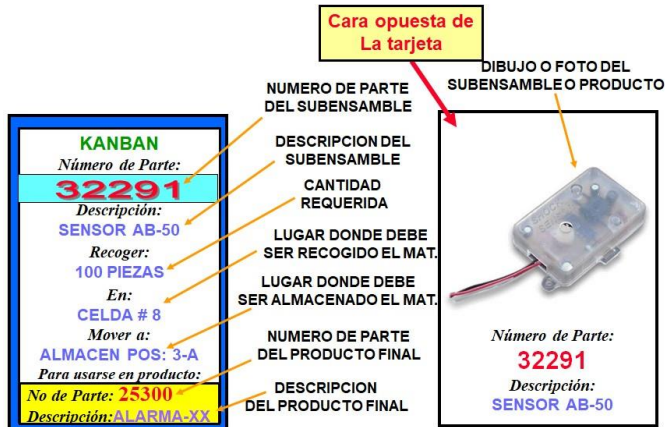 Cara opuesta de
La tarjeta
DIBUJO O FOTO DEL
SUBENSAMBLE O PRODUCTO
NUMERO DE PARTE
DEL SUBENSAMBLE
DESCRIPCION DEL
SUBENSAMBLE
CANTIDAD
REQUERIDA
LUGAR DONDE DEBE
SER RECOGIDO EL MAT.
LUGAR DONDE DEBE
SER ALMACENADO EL MAT.
NUMERO DE PARTE
DEL PRODUCTO FINAL
DESCRIPCION
DEL PRODUCTO FINAL
KANBAN
Número de Parte:
32291
Descripción:
SENSOR AB-50
Recoger:
100 PIEZAS
En:
CELDA # 8
Mover a:
ALMACEN POS: 3-A
Para usarse en producto:
No de Parte: 25300
Descripción:ALARMA-XX
Número de Parte:
32291
Descripción:
SENSOR AB-50